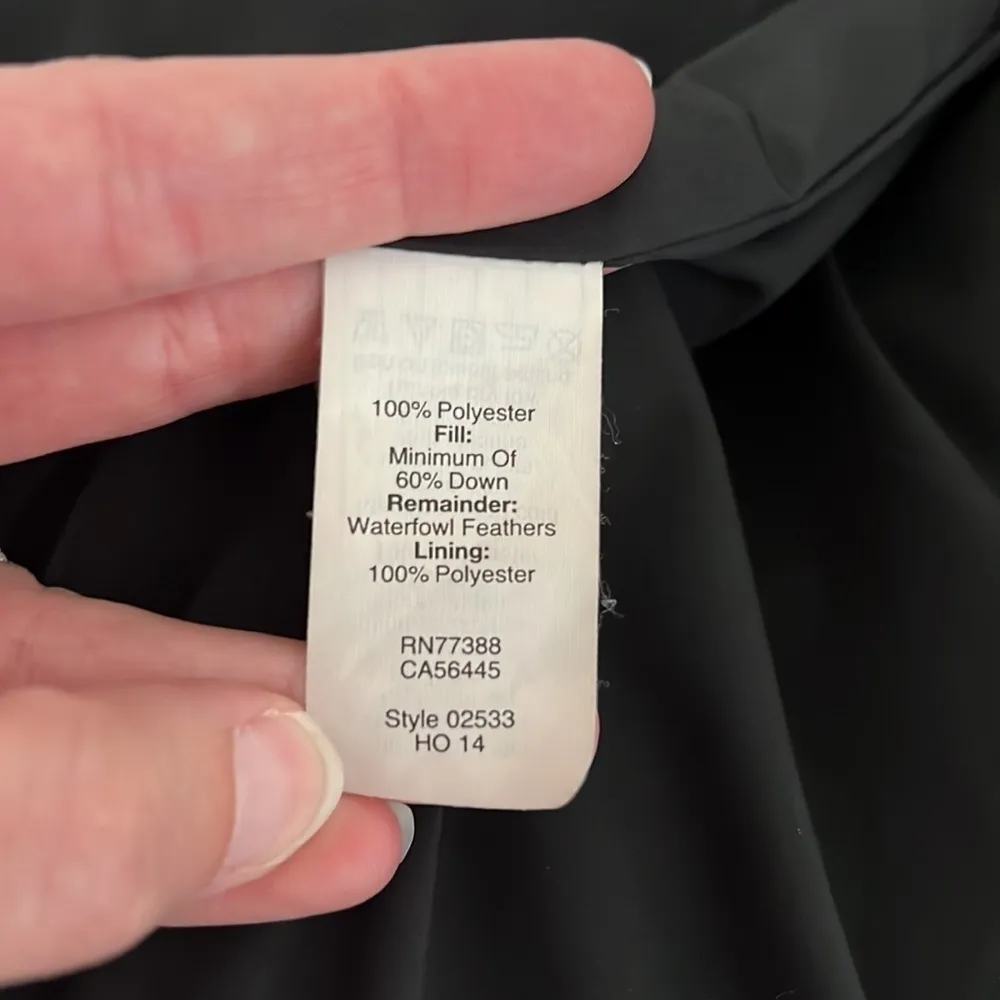 100% Polyester
Fill:
Minimum Of
60% Down
Remainder:
Waterfowl Feathers
Lining:
100% Polyester
RN77388
CA56445
Style 02533
HO 14